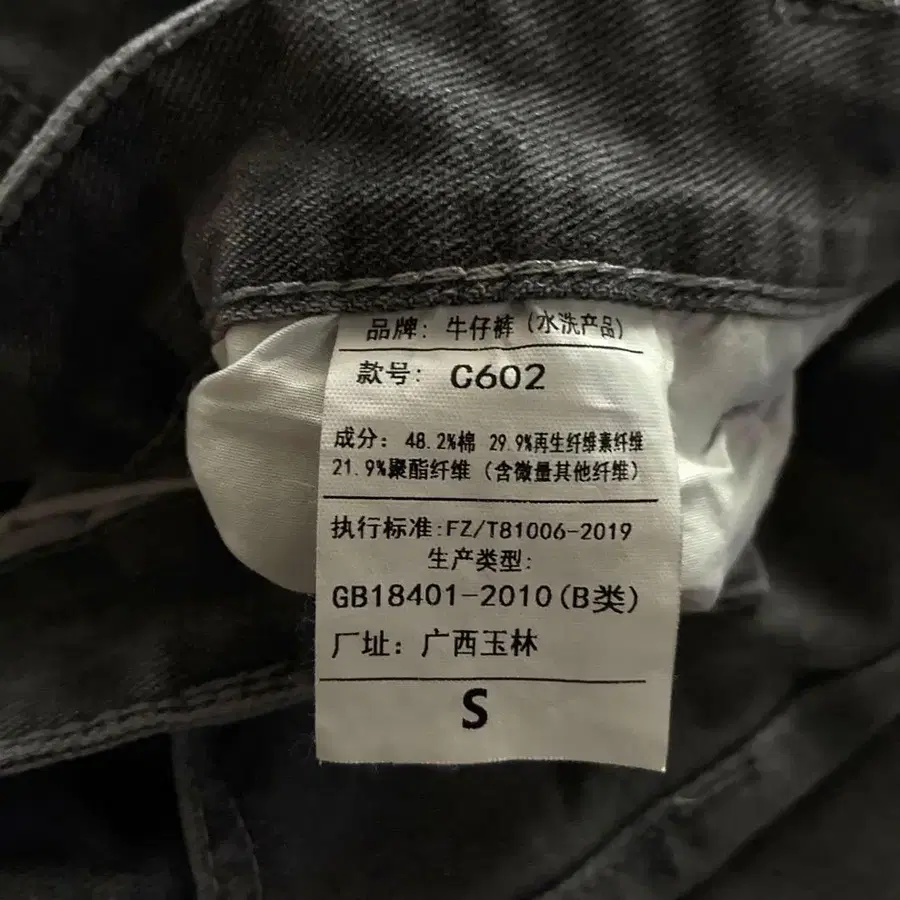 品牌：牛仔裤（水洗产品）
款号：C602
成分：48.2%棉 29.9%再生纤维素纤维
21.9%聚酯纤维（含微量其他纤维）
执行标准:FZ/T81006-2019
生产类型:
GB18401-2010(B类)
厂址：广西玉林
S